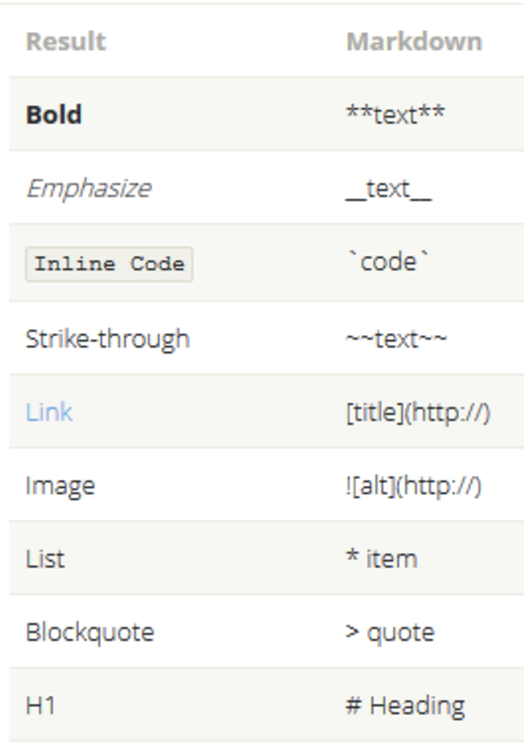 Result Markdown
Bold **text**
Emphasize __text__
Inline Code `code`
Strike-through ~~text~~
Link [title](http://)
Image ![alt](http://)
List * item
Blockquote > quote
H1 # Heading